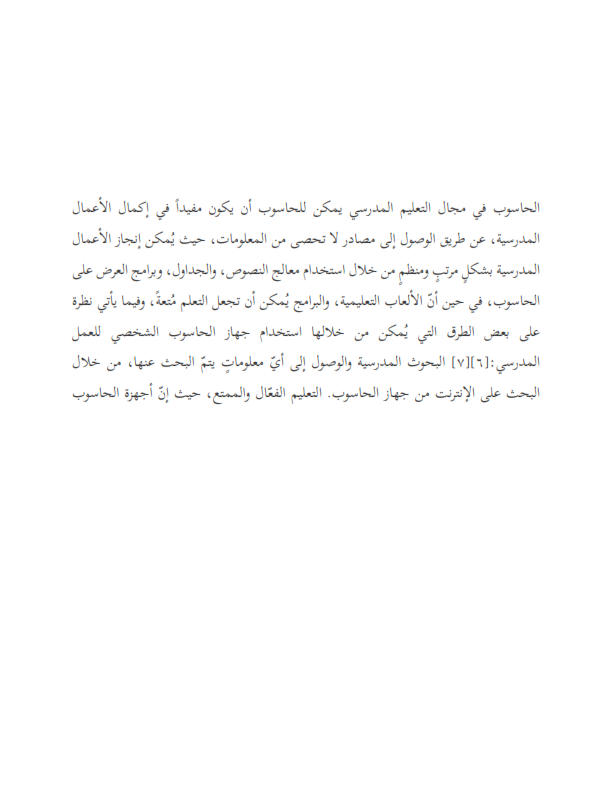 الحاسوب في مجال التعليم المدرسي يمكن للحاسوب أن يكون مفيداً في إكمال الأعمال
المدرسية، عن طريق الوصول إلى مصادر لا تحصى من المعلومات، حيث يُمكن إنجاز الأعمال
المدرسية بشكلٍ مرتبٍ ومنظمٍ من خلال استخدام معالج النصوص، والجداول، وبرامج العرض على
الحاسوب، في حين أنّ الألعاب التعليمية، والبرامج يُمكن أن تجعل التعلم مُتعةً، وفيما يأتي نظرة
على بعض الطرق التي يُمكن من خلالها استخدام جهاز الحاسوب الشخصي للعمل
المدرسي:[٦][٧] البحوث المدرسية والوصول إلى أيّ معلوماتٍ يتمّ البحث عنها، من خلال
البحث على الإنترنت من جهاز الحاسوب. التعليم الفعّال والممتع، حيث إنّ أجهزة الحاسوب